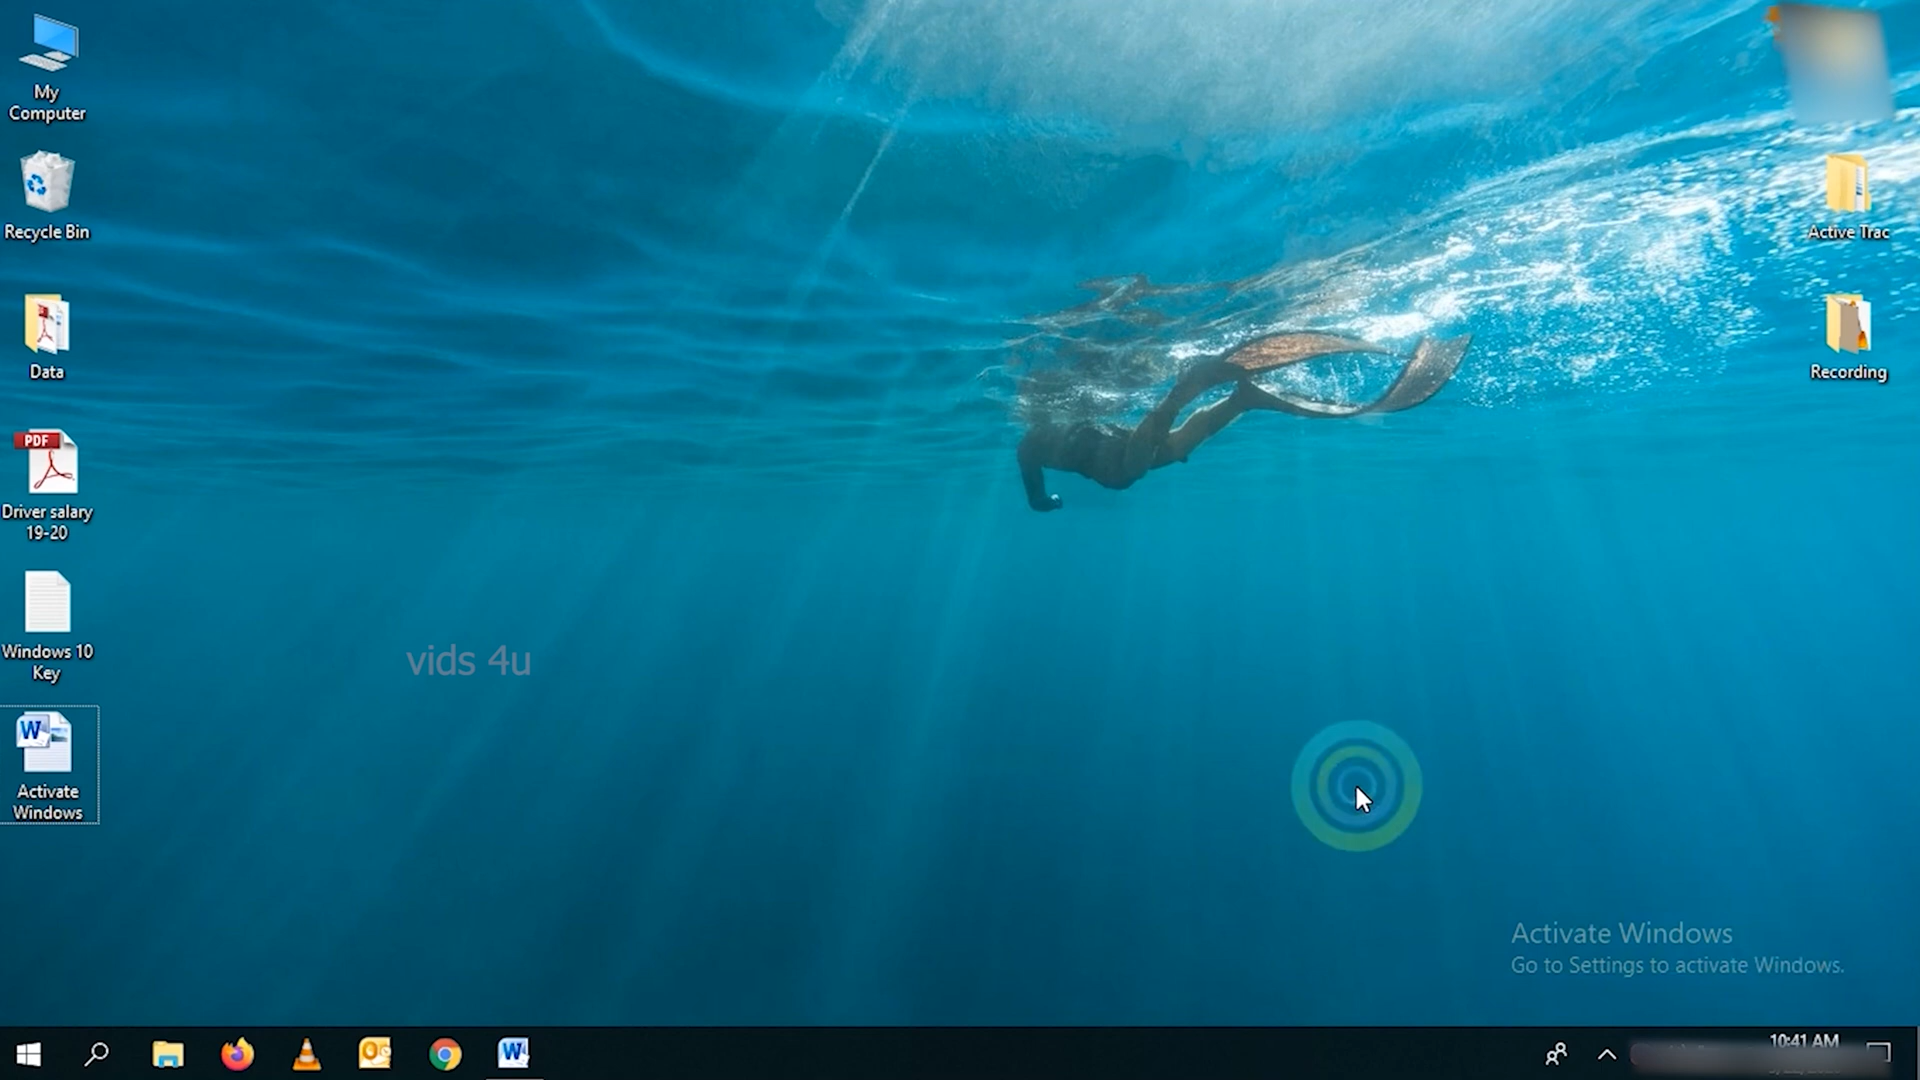 My
Computer
Recycle Bin
Data
PDF
Driver salary
19-20
Windows 10
Key
W
Activate
Windows
Active Trac
Recording
vids 4u
Activate Windows
Go to Settings to activate Windows.
W
10:41 AM